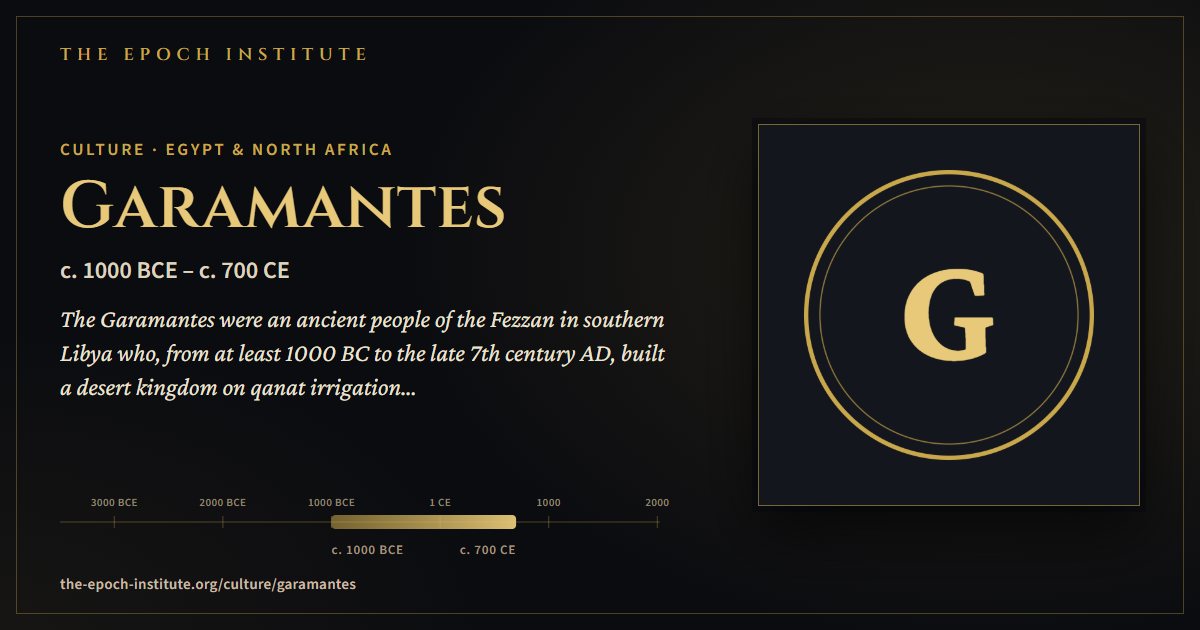 THE EPOCH INSTITUTE
CULTURE · EGYPT & NORTH AFRICA
GARAMANTES
c. 1000 BCE – c. 700 CE
The Garamantes were an ancient people of the Fezzan in southern
Libya who, from at least 1000 BC to the late 7th century AD, built
a desert kingdom on qanat irrigation...
G
3000 BCE 2000 BCE 1000 BCE 1 CE 1000 2000
c. 1000 BCE c. 700 CE
the-epoch-institute.org/culture/garamantes